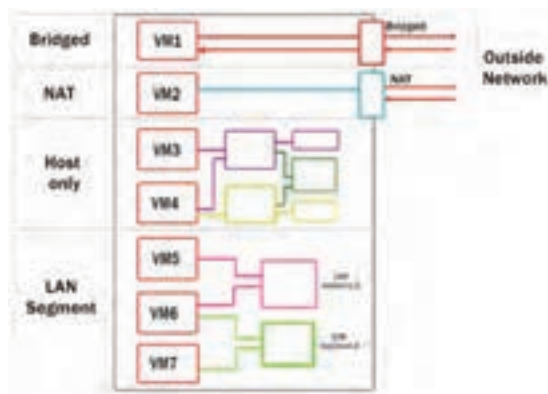 Bridged
VM1
Bridged
Outside
Network
NAT
VM2
NAT
Host
only
VM3
VM4
LAN
Segment
VM5
VM6
VM7